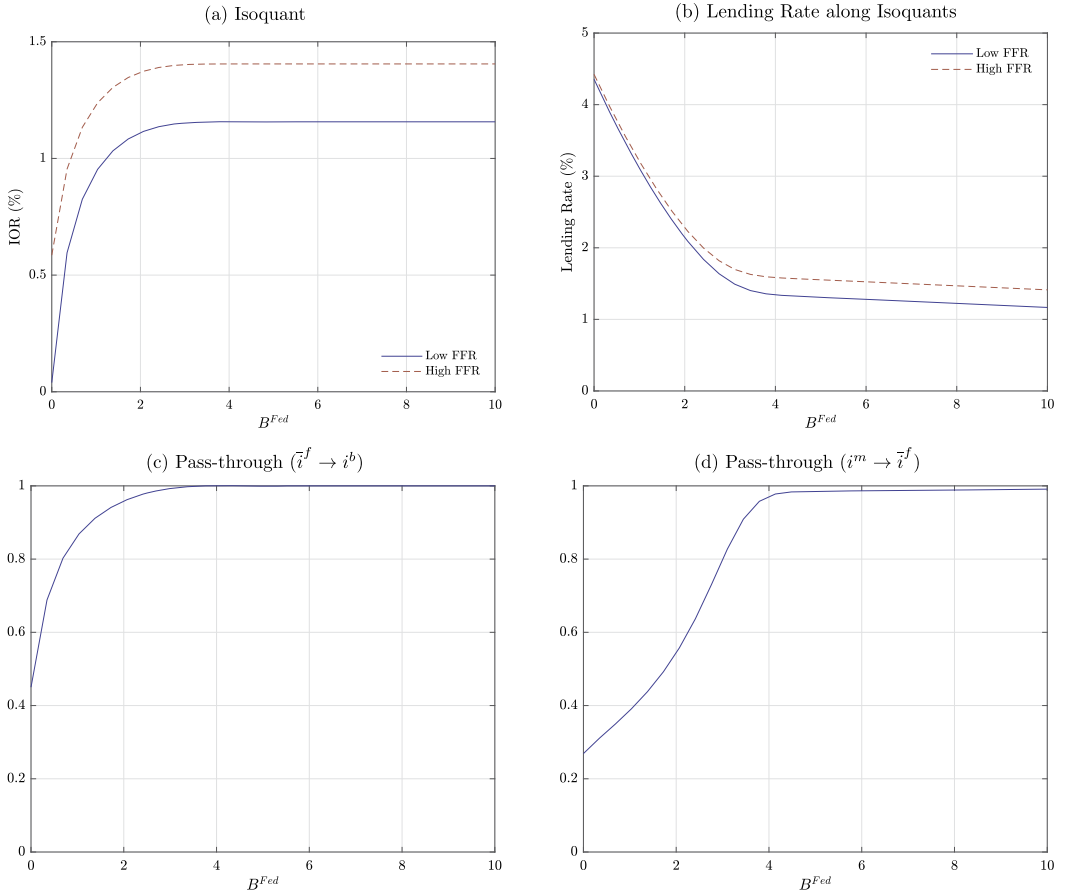 (a) Isoquant
1.5
1
0.5
0
IOR (%)
Low FFR
High FFR
0 2 4 6 8 10
B^{Fed}
(b) Lending Rate along Isoquants
5
4
3
2
1
0
Lending Rate (%)
Low FFR
High FFR
0 2 4 6 8 10
B^{Fed}
(c) Pass-through (\bar{i}^f → i^b)
1
0.8
0.6
0.4
0.2
0
0 2 4 6 8 10
B^{Fed}
(d) Pass-through (i^m → \bar{i}^f)
1
0.8
0.6
0.4
0.2
0
0 2 4 6 8 10
B^{Fed}